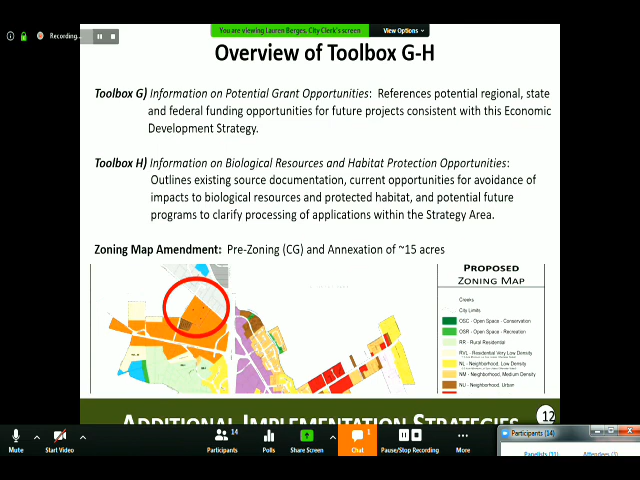 You are viewing Lauren Berges, City Clerk's screen
View Options
Recording...
Overview of Toolbox G-H
Toolbox G) Information on Potential Grant Opportunities: References potential regional, state
and federal funding opportunities for future projects consistent with this Economic
Development Strategy.
Toolbox H) Information on Biological Resources and Habitat Protection Opportunities:
Outlines existing source documentation, current opportunities for avoidance of
impacts to biological resources and protected habitat, and potential future
programs to clarify processing of applications within the Strategy Area.
Zoning Map Amendment: Pre-Zoning (CG) and Annexation of ~15 acres
PROPOSED
ZONING MAP
Creeks
City Limits
OSC - Open Space - Conservation
OSR - Open Space - Recreation
RR - Rural Residential
RVL - Residential Very Low Density
NL - Neighborhood, Low Density
NM - Neighborhood, Medium Density
NU - Neighborhood, Urban
ADDITIONAL IMPLEMENTATION STRATEGIES
12
Participants (14)
Panelists (11)
Attendees (3)
14
1
Mute
Start Video
Participants
Polls
Share Screen
Chat
Pause/Stop Recording
More